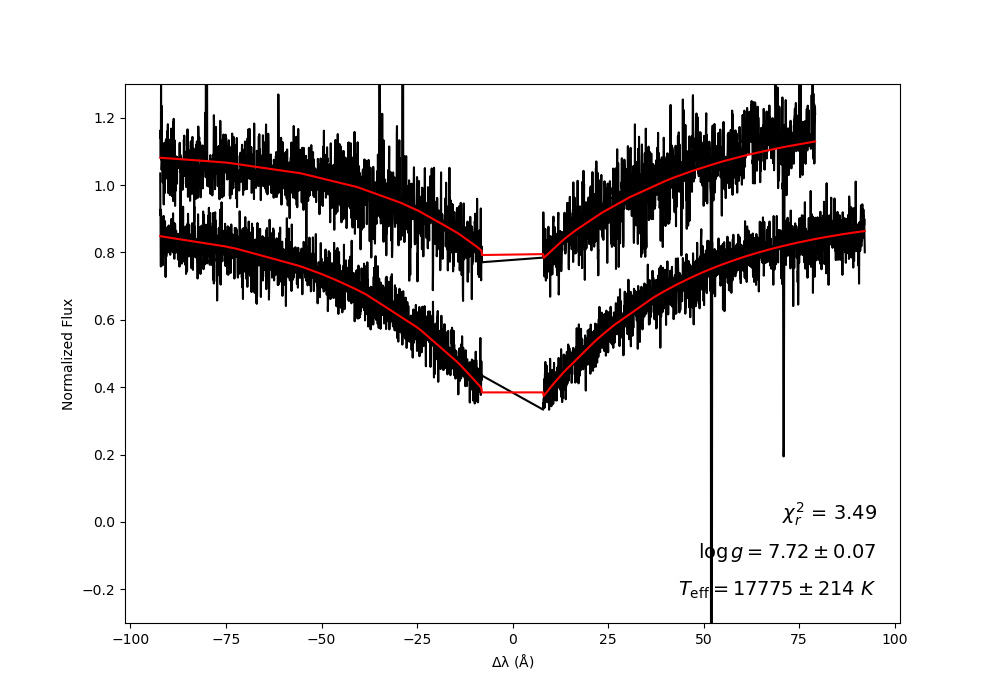 1.2
1.0
0.8
0.6
0.4
0.2
0.0
−0.2
Normalized Flux
χ²ᵣ = 3.49
log g = 7.72 ± 0.07
T_eff = 17775 ± 214 K
−100 −75 −50 −25 0 25 50 75 100
Δλ (Å)